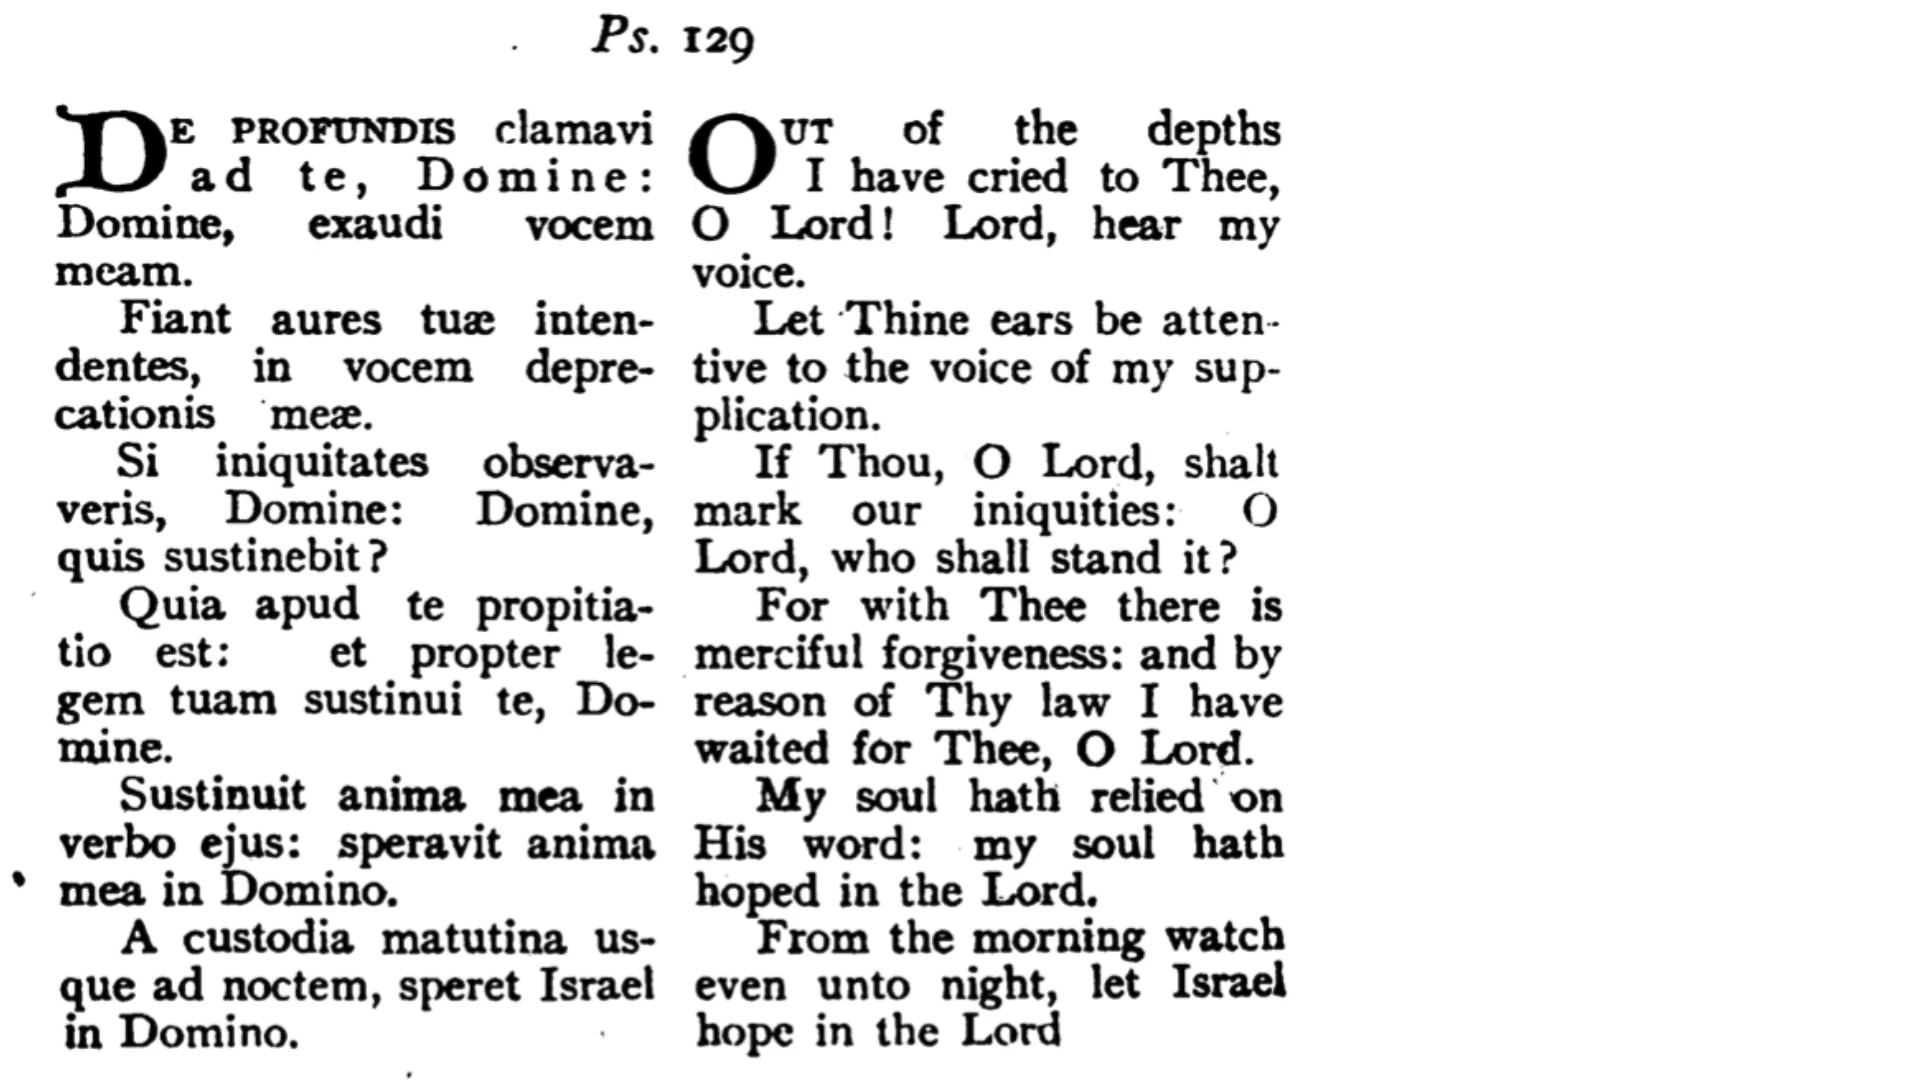 Ps. 129
DE PROFUNDIS clamavi
ad te, Domine:
Domine, exaudi vocem
meam.
Fiant aures tuæ inten-
dentes, in vocem depre-
cationis meæ.
Si iniquitates observa-
veris, Domine: Domine,
quis sustinebit?
Quia apud te propitia-
tio est: et propter le-
gem tuam sustinui te, Do-
mine.
Sustinuit anima mea in
verbo ejus: speravit anima
mea in Domino.
A custodia matutina us-
que ad noctem, speret Israel
in Domino.
OUT of the depths
I have cried to Thee,
O Lord! Lord, hear my
voice.
Let Thine ears be atten-
tive to the voice of my sup-
plication.
If Thou, O Lord, shalt
mark our iniquities: O
Lord, who shall stand it?
For with Thee there is
merciful forgiveness: and by
reason of Thy law I have
waited for Thee, O Lord.
My soul hath relied on
His word: my soul hath
hoped in the Lord.
From the morning watch
even unto night, let Israel
hope in the Lord